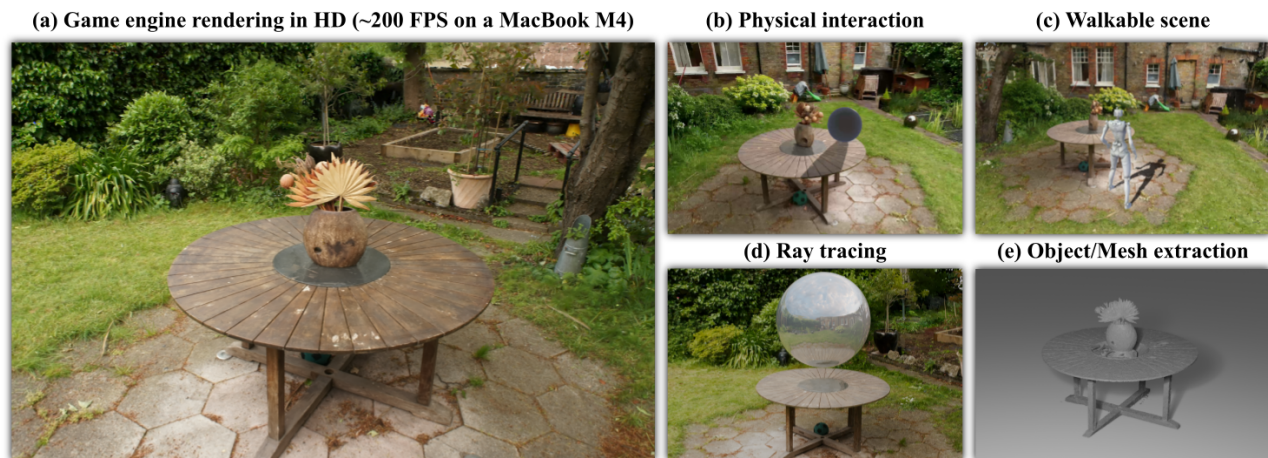 (a) Game engine rendering in HD (~200 FPS on a MacBook M4)
(b) Physical interaction
(c) Walkable scene
(d) Ray tracing
(e) Object/Mesh extraction